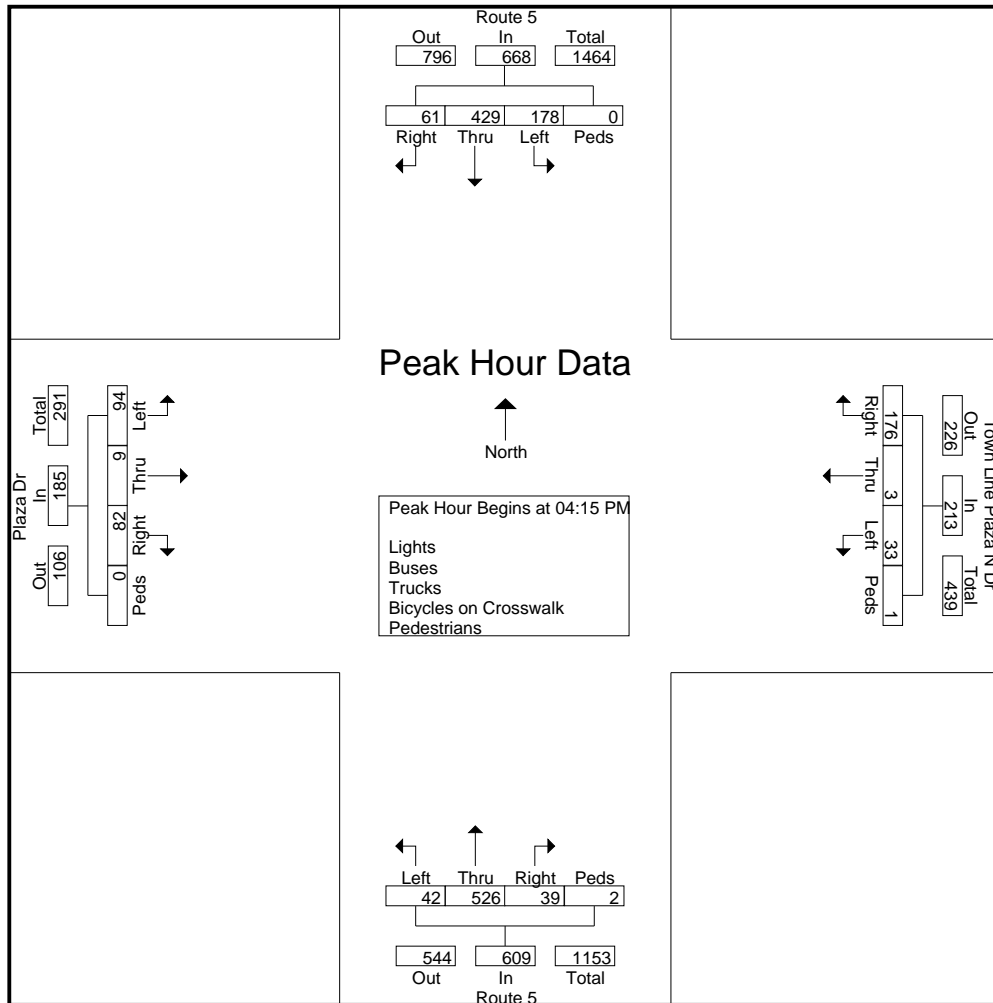 Route 5
Out In Total
796 668 1464
61 429 178 0
Right Thru Left Peds
Peak Hour Data
North
Peak Hour Begins at 04:15 PM
Lights
Buses
Trucks
Bicycles on Crosswalk
Pedestrians
Plaza Dr
Out In Total
106 185 291
Left Thru Right Peds
94 9 82 0
Town Line Plaza N Dr
Out In Total
226 213 439
176 3 33 1
Right Thru Left Peds
Left Thru Right Peds
42 526 39 2
544 609 1153
Out In Total
Route 5